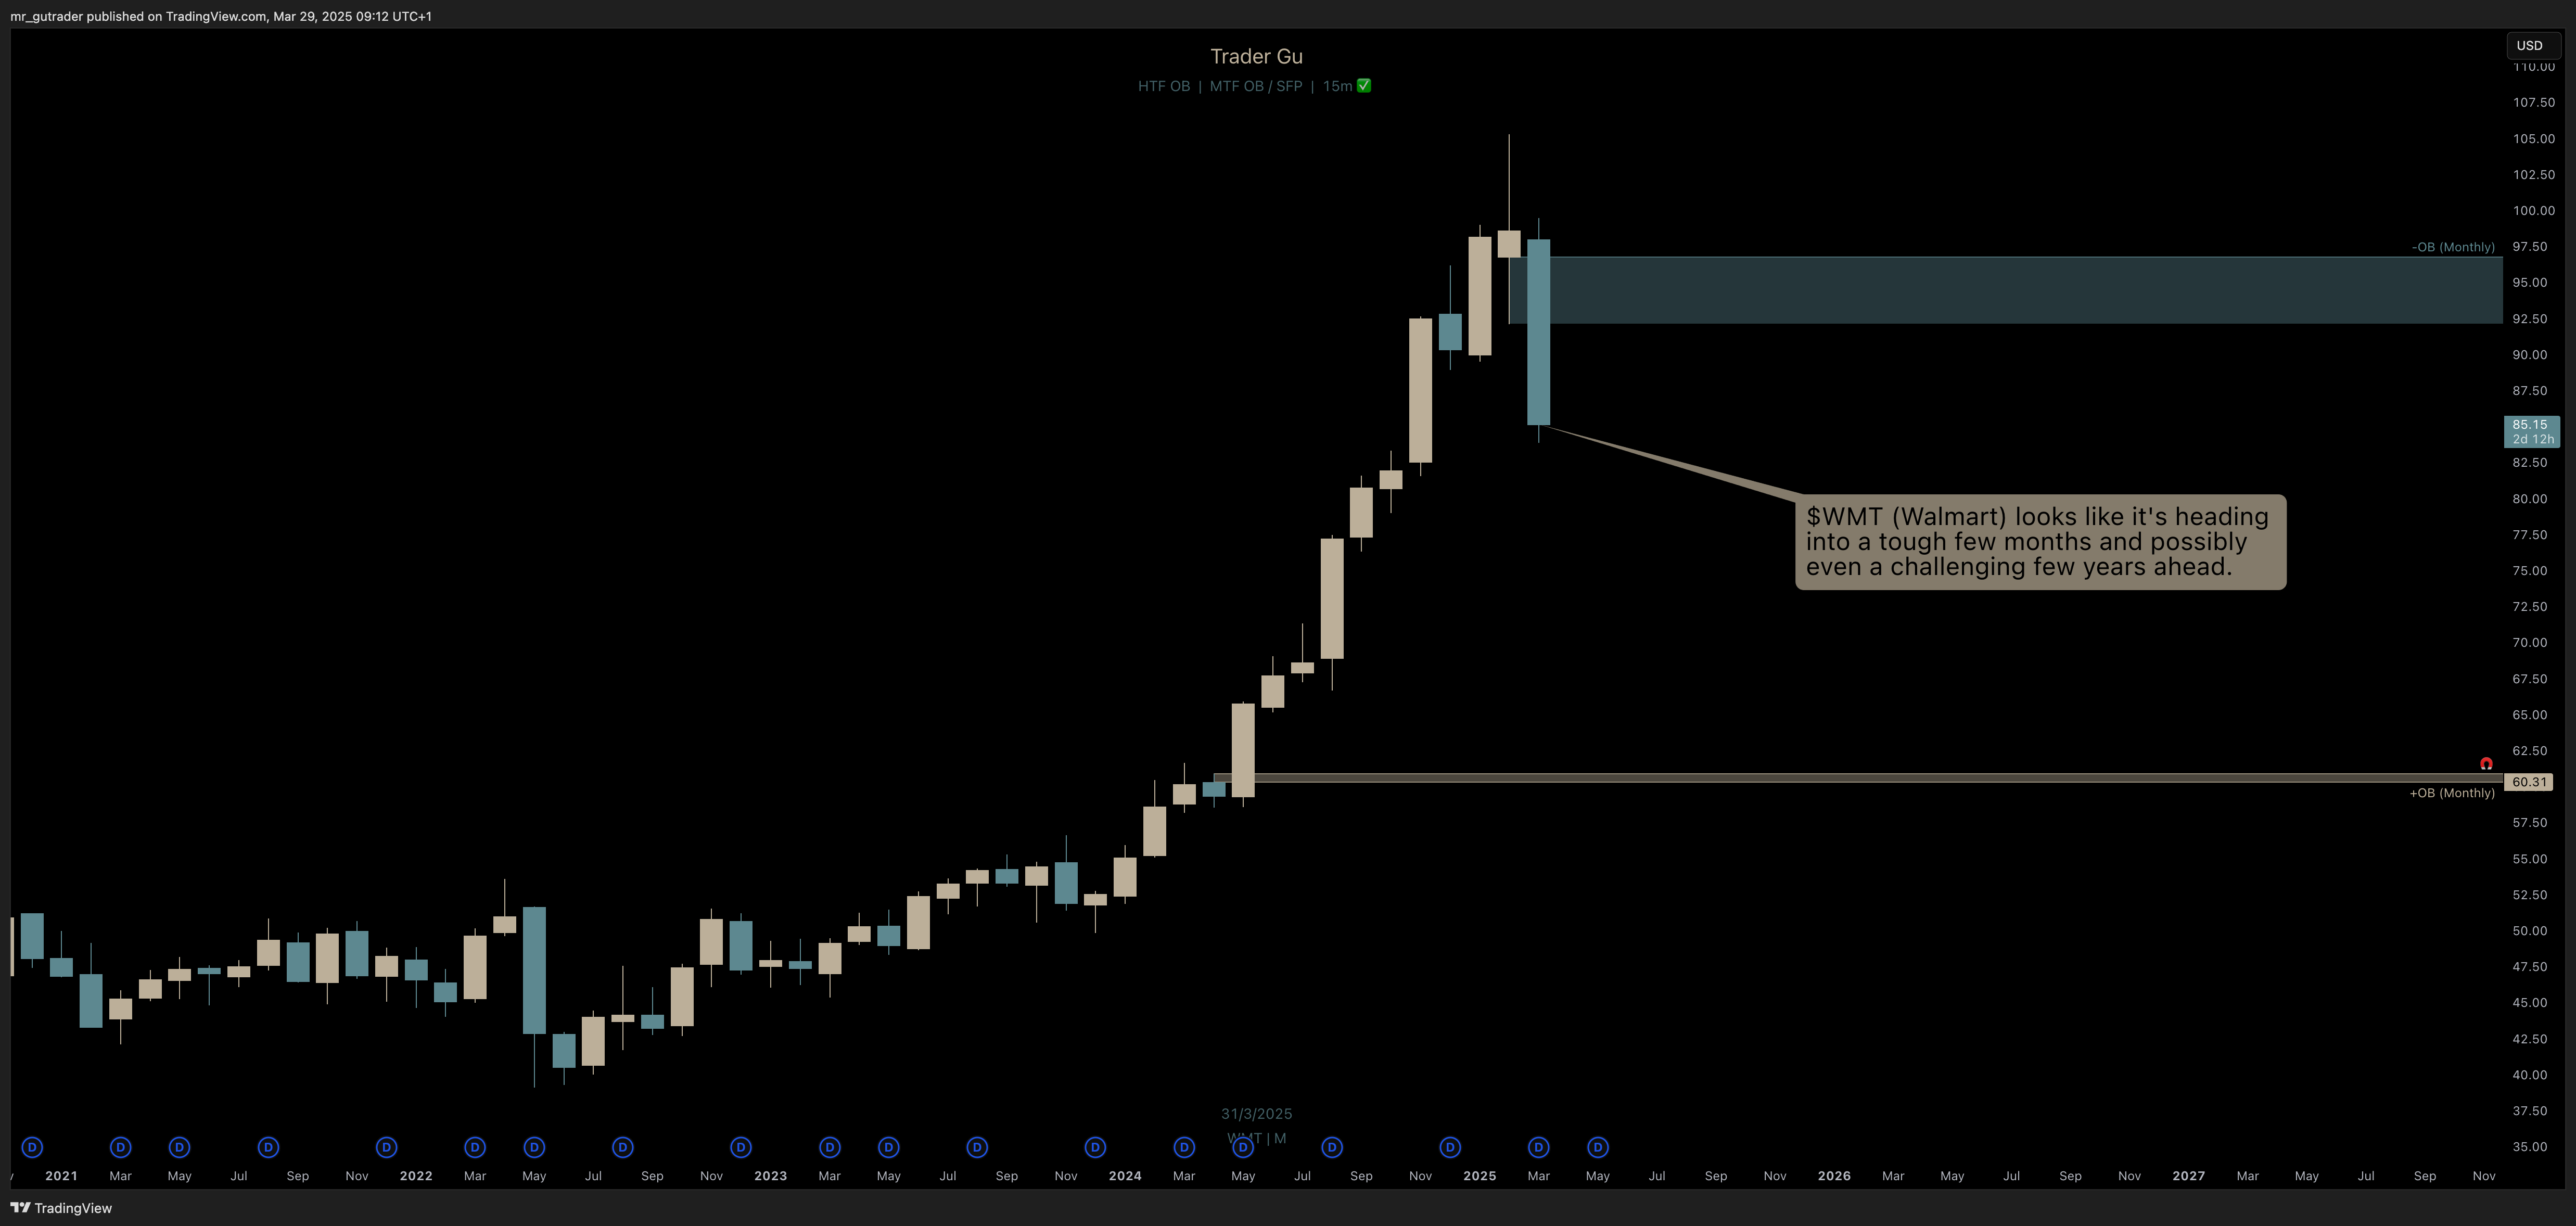 mr_gutrader published on TradingView.com, Mar 29, 2025 09:12 UTC+1
Trader Gu
HTF OB | MTF OB / SFP | 15m ✅
USD
110.00
107.50
105.00
102.50
100.00
-OB (Monthly)
97.50
95.00
92.50
90.00
87.50
85.15
2d 12h
82.50
80.00
$WMT (Walmart) looks like it's heading
into a tough few months and possibly
even a challenging few years ahead.
77.50
75.00
72.50
70.00
67.50
65.00
62.50
60.31
+OB (Monthly)
57.50
55.00
52.50
50.00
47.50
45.00
42.50
40.00
37.50
35.00
31/3/2025
WMT | M
D D D D D D D D D D D D D D D D D D D
2021 Mar May Jul Sep Nov 2022 Mar May Jul Sep Nov 2023 Mar May Jul Sep Nov 2024 Mar May Jul Sep Nov 2025 Mar May Jul Sep Nov 2026 Mar May Jul Sep Nov 2027 Mar May Jul Sep Nov
TradingView